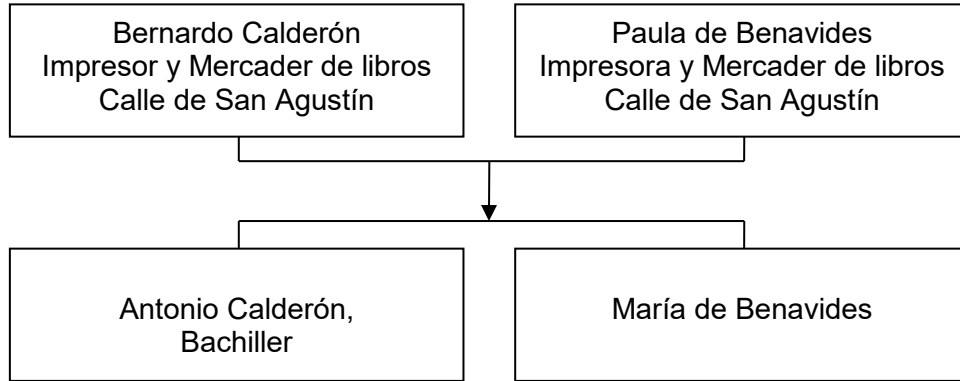 Bernardo Calderón
Impresor y Mercader de libros
Calle de San Agustín
Paula de Benavides
Impresora y Mercader de libros
Calle de San Agustín
Antonio Calderón,
Bachiller
María de Benavides